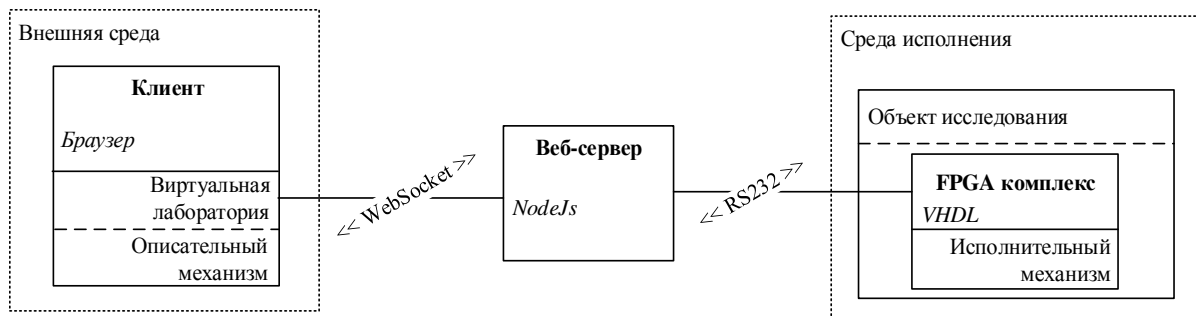 Внешняя среда
Клиент
Браузер
Виртуальная
лаборатория
Описательный
механизм
<< WebSocket >>
Веб-сервер
NodeJs
<< RS232 >>
Среда исполнения
Объект исследования
FPGA комплекс
VHDL
Исполнительный
механизм